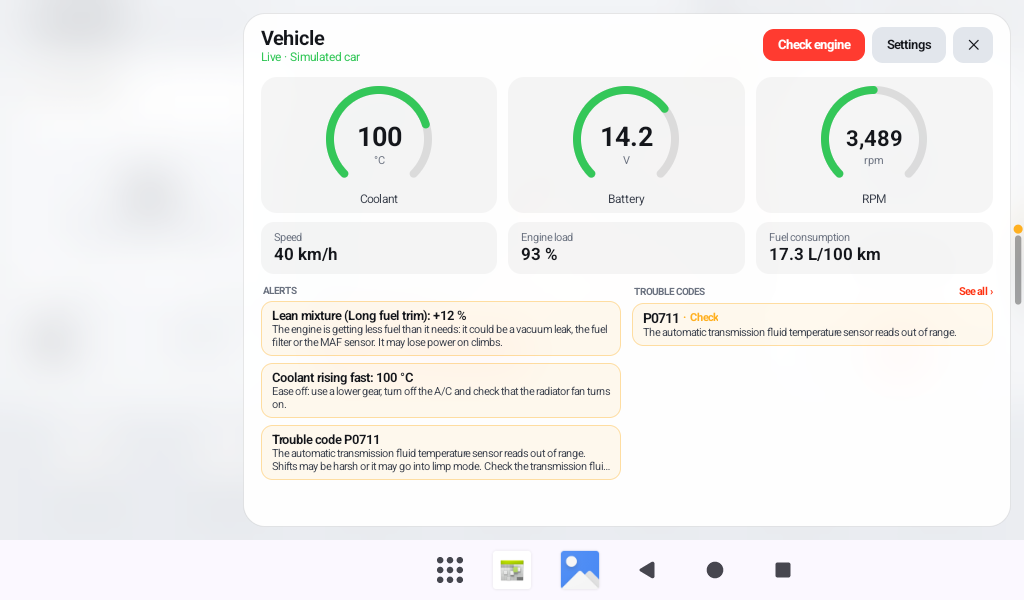 Vehicle
Live · Simulated car
Check engine
Settings
100
°C
Coolant
14.2
V
Battery
3,489
rpm
RPM
Speed
40 km/h
Engine load
93 %
Fuel consumption
17.3 L/100 km
ALERTS
Lean mixture (Long fuel trim): +12 %
The engine is getting less fuel than it needs: it could be a vacuum leak, the fuel
filter or the MAF sensor. It may lose power on climbs.
Coolant rising fast: 100 °C
Ease off: use a lower gear, turn off the A/C and check that the radiator fan turns
on.
Trouble code P0711
The automatic transmission fluid temperature sensor reads out of range.
Shifts may be harsh or it may go into limp mode. Check the transmission flui...
TROUBLE CODES
See all ›
P0711 · Check
The automatic transmission fluid temperature sensor reads out of range.